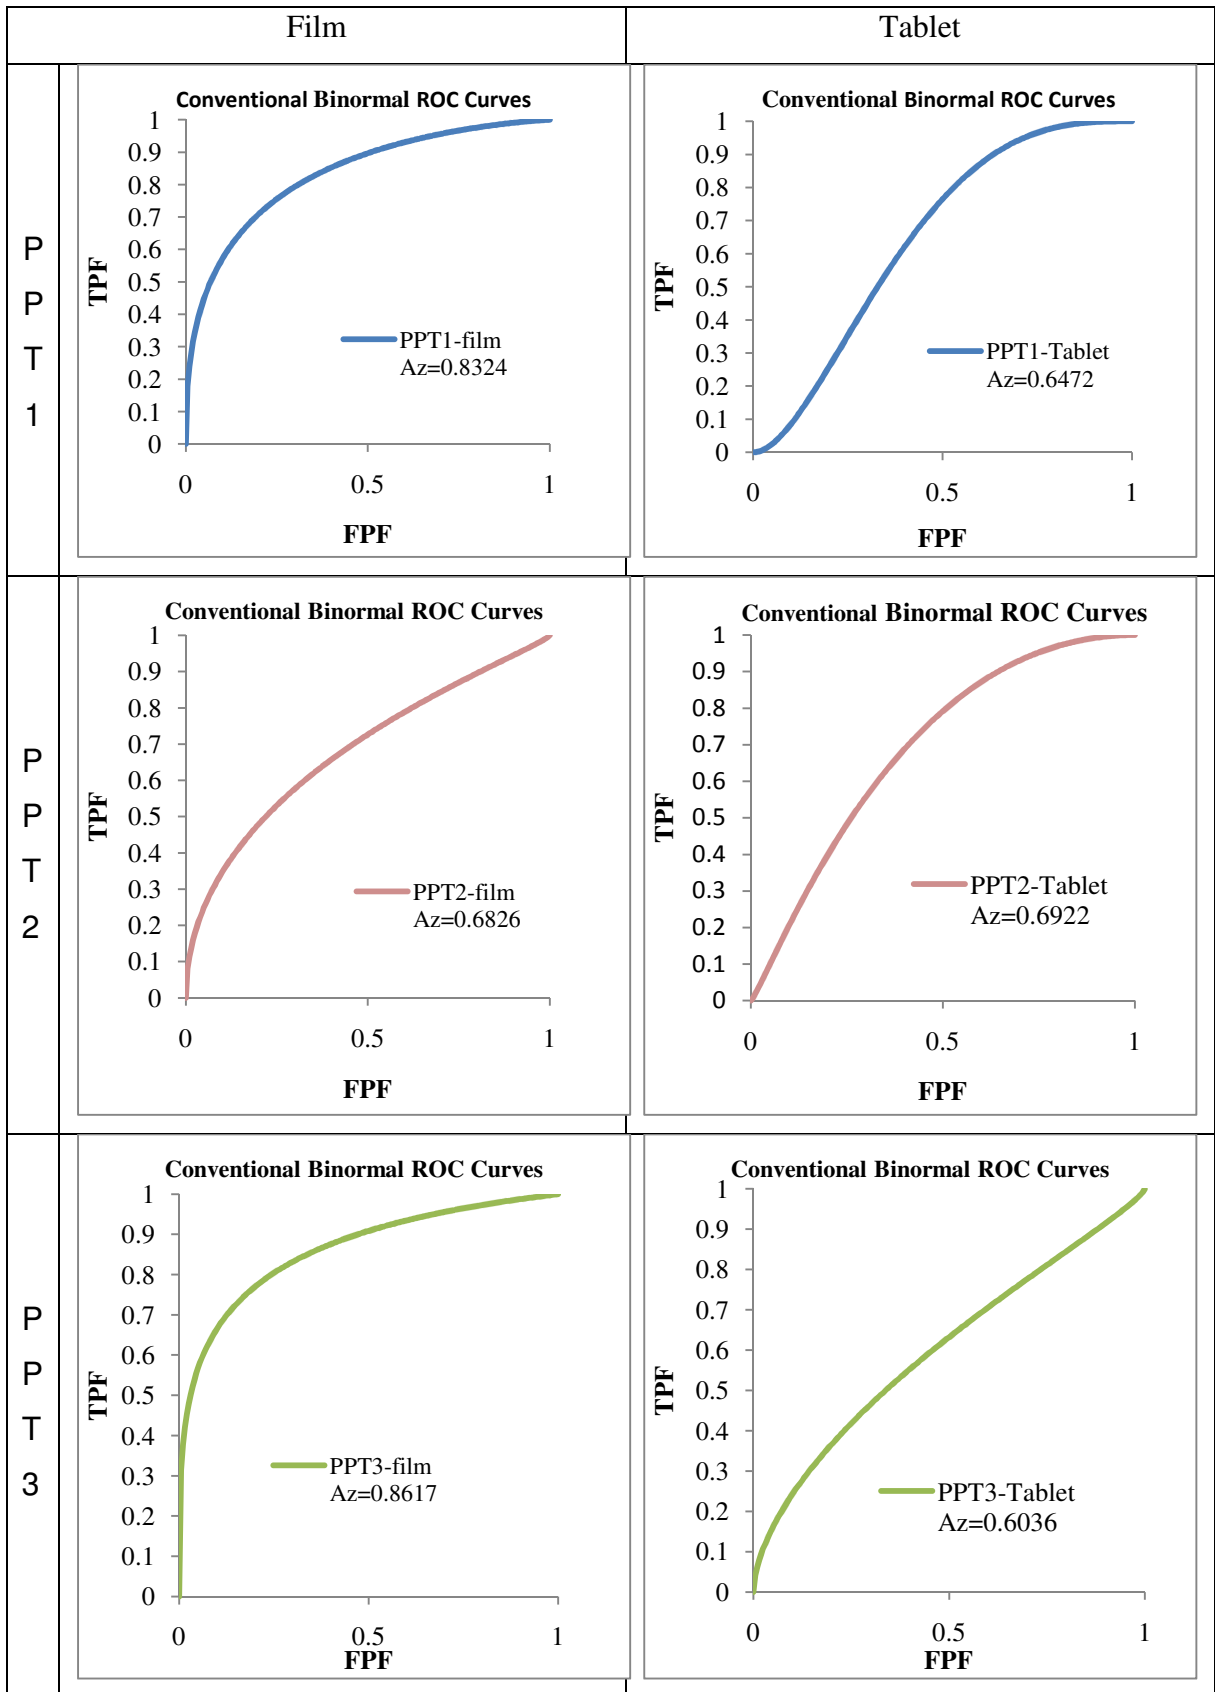 Film
Tablet
P
P
T
1
Conventional Binormal ROC Curves
1
0.9
0.8
0.7
0.6
0.5
0.4
0.3
0.2
0.1
0
TPF
PPT1-film
Az=0.8324
0
0.5
1
FPF
Conventional Binormal ROC Curves
1
0.9
0.8
0.7
0.6
0.5
0.4
0.3
0.2
0.1
0
TPF
PPT1-Tablet
Az=0.6472
0
0.5
1
FPF
P
P
T
2
Conventional Binormal ROC Curves
1
0.9
0.8
0.7
0.6
0.5
0.4
0.3
0.2
0.1
0
TPF
PPT2-film
Az=0.6826
0
0.5
1
FPF
Conventional Binormal ROC Curves
1
0.9
0.8
0.7
0.6
0.5
0.4
0.3
0.2
0.1
0
TPF
PPT2-Tablet
Az=0.6922
0
0.5
1
FPF
P
P
T
3
Conventional Binormal ROC Curves
1
0.9
0.8
0.7
0.6
0.5
0.4
0.3
0.2
0.1
0
TPF
PPT3-film
Az=0.8617
0
0.5
1
FPF
Conventional Binormal ROC Curves
1
0.9
0.8
0.7
0.6
0.5
0.4
0.3
0.2
0.1
0
TPF
PPT3-Tablet
Az=0.6036
0
0.5
1
FPF